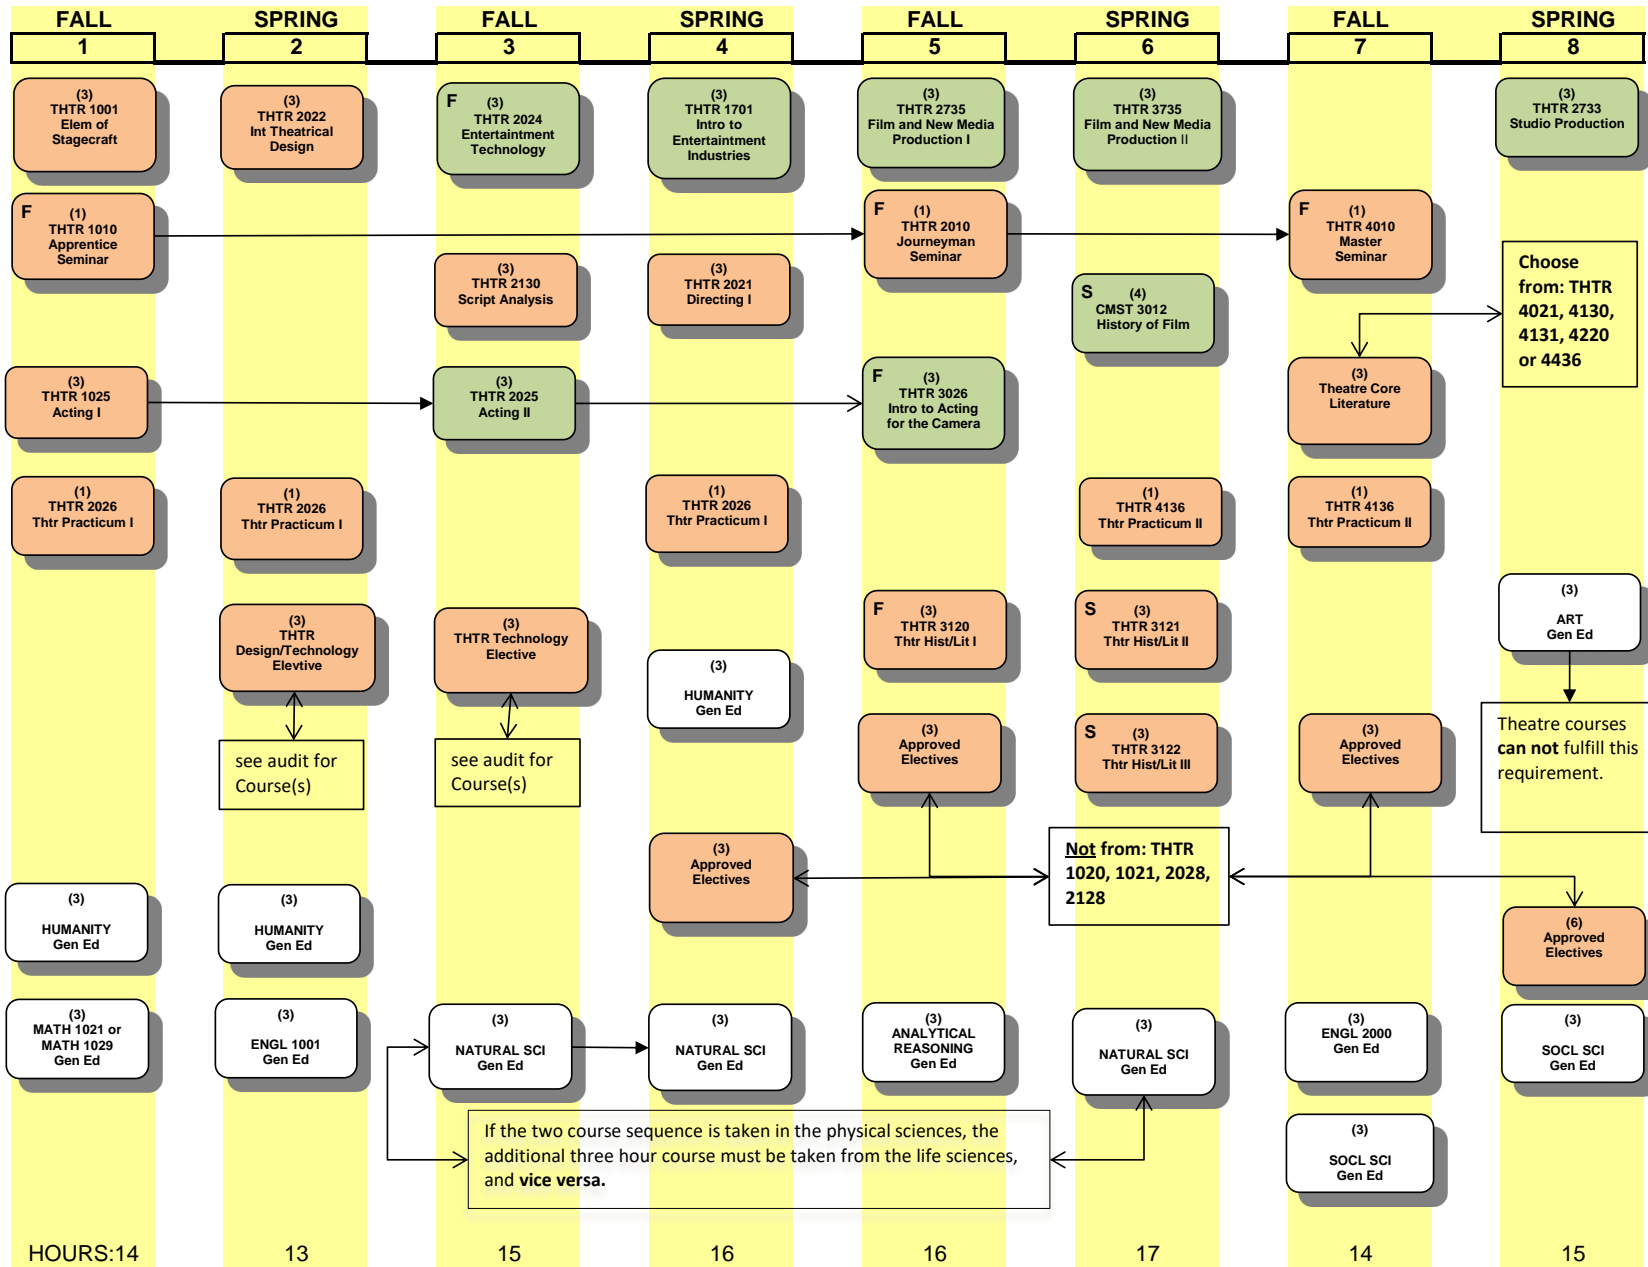 FALL
SPRING
FALL
SPRING
FALL
SPRING
FALL
SPRING
1
2
3
4
5
6
7
8
(3)
THTR 1001
Elem of
Stagecraft
(3)
THTR 2022
Int Theatrical
Design
F (3)
THTR 2024
Entertaintment
Technology
(3)
THTR 1701
Intro to
Entertaintment
Industries
(3)
THTR 2735
Film and New Media
Production I
(3)
THTR 3735
Film and New Media
Production II
(3)
THTR 2733
Studio Production
F (1)
THTR 1010
Apprentice
Seminar
F (1)
THTR 2010
Journeyman
Seminar
F (1)
THTR 4010
Master
Seminar
(3)
THTR 2130
Script Analysis
(3)
THTR 2021
Directing I
S (4)
CMST 3012
History of Film
Choose
from: THTR
4021, 4130,
4131, 4220
or 4436
(3)
THTR 1025
Acting I
(3)
THTR 2025
Acting II
F (3)
THTR 3026
Intro to Acting
for the Camera
(3)
Theatre Core
Literature
(1)
THTR 2026
Thtr Practicum I
(1)
THTR 2026
Thtr Practicum I
(1)
THTR 2026
Thtr Practicum I
(1)
THTR 4136
Thtr Practicum II
(1)
THTR 4136
Thtr Practicum II
(3)
THTR
Design/Technology
Elevtive
(3)
THTR Technology
Elective
(3)
HUMANITY
Gen Ed
F (3)
THTR 3120
Thtr Hist/Lit I
S (3)
THTR 3121
Thtr Hist/Lit II
(3)
ART
Gen Ed
see audit for
Course(s)
see audit for
Course(s)
(3)
Approved
Electives
S (3)
THTR 3122
Thtr Hist/Lit III
(3)
Approved
Electives
Theatre courses
can not fulfill this
requirement.
(3)
Approved
Electives
Not from: THTR
1020, 1021, 2028,
2128
(3)
HUMANITY
Gen Ed
(3)
HUMANITY
Gen Ed
(6)
Approved
Electives
(3)
MATH 1021 or
MATH 1029
Gen Ed
(3)
ENGL 1001
Gen Ed
(3)
NATURAL SCI
Gen Ed
(3)
NATURAL SCI
Gen Ed
(3)
ANALYTICAL
REASONING
Gen Ed
(3)
NATURAL SCI
Gen Ed
(3)
ENGL 2000
Gen Ed
(3)
SOCL SCI
Gen Ed
If the two course sequence is taken in the physical sciences, the
additional three hour course must be taken from the life sciences,
and vice versa.
(3)
SOCL SCI
Gen Ed
HOURS:14
13
15
16
16
17
14
15